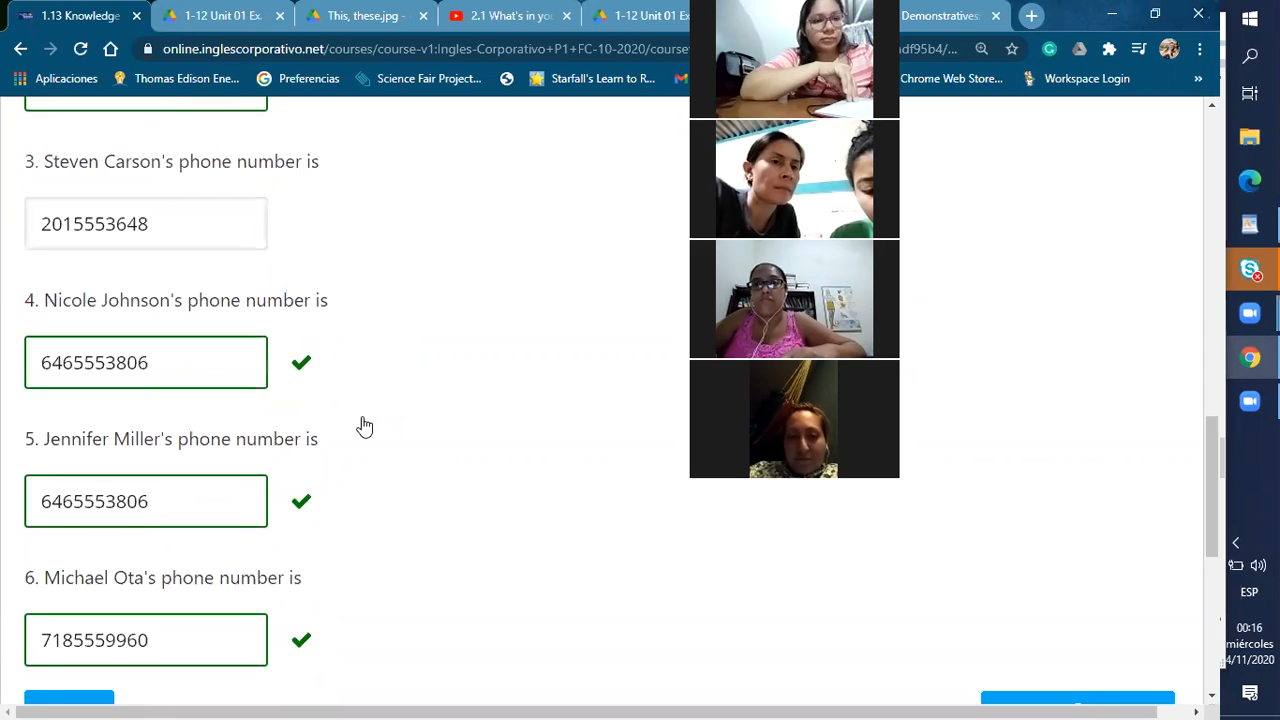 1.13 Knowledge
1-12 Unit 01 Ex
This, these.jpg -
2.1 What's in you
1-12 Unit 01 Ex
Demonstratives:
online.inglescorporativo.net/courses/course-v1:Ingles-Corporativo+P1+FC-10-2020/course
adf95b4/...
Aplicaciones
Thomas Edison Ene...
Preferencias
Science Fair Project...
Starfall's Learn to R...
Chrome Web Store...
Workspace Login
»
3. Steven Carson's phone number is
2015553648
4. Nicole Johnson's phone number is
6465553806
5. Jennifer Miller's phone number is
6465553806
6. Michael Ota's phone number is
7185559960
ESP
00:16
miércoles
4/11/2020